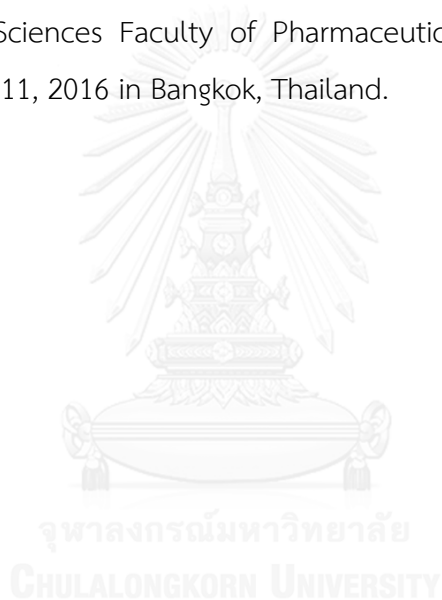 Sciences Faculty of Pharmaceutic
11, 2016 in Bangkok, Thailand.
จุฬาลงกรณ์มหาวิทยาลัย
CHULALONGKORN UNIVERSITY